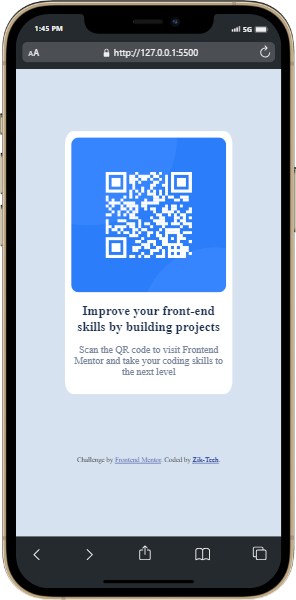 1:45 PM 5G
AA http://127.0.0.1:5500
Improve your front-end
skills by building projects
Scan the QR code to visit Frontend
Mentor and take your coding skills to
the next level
Challenge by Frontend Mentor. Coded by Zik-Tech.